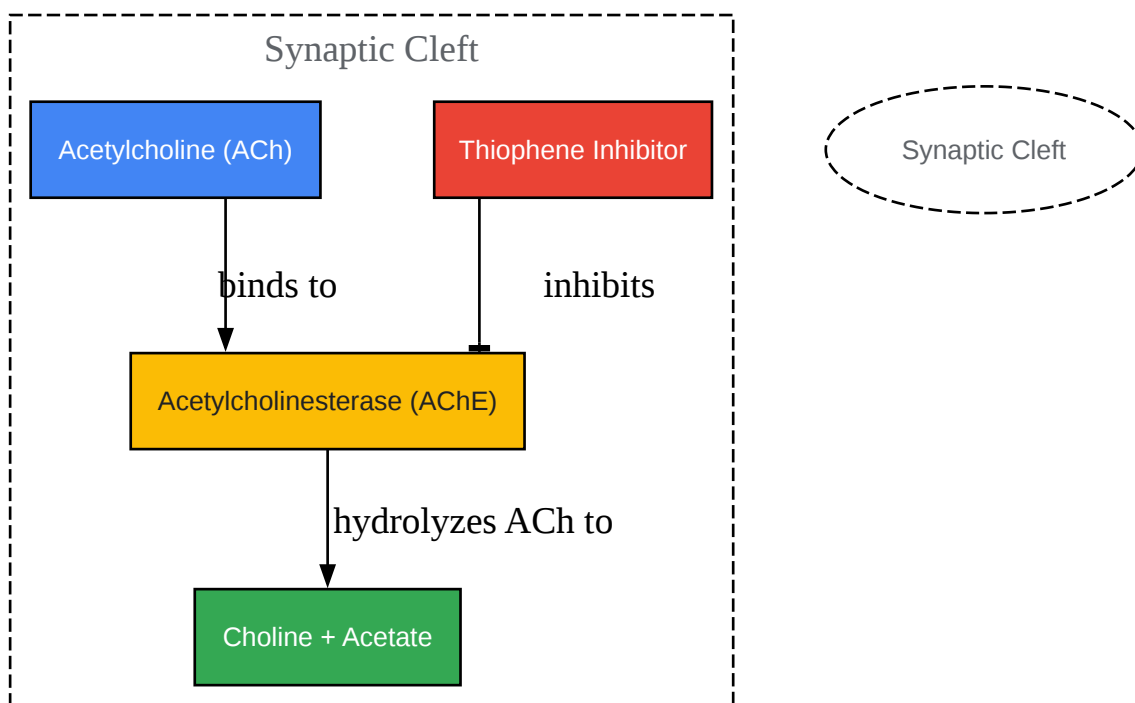 Synaptic Cleft
Acetylcholine (ACh)
Thiophene Inhibitor
Synaptic Cleft
binds to
inhibits
Acetylcholinesterase (AChE)
hydrolyzes ACh to
Choline + Acetate